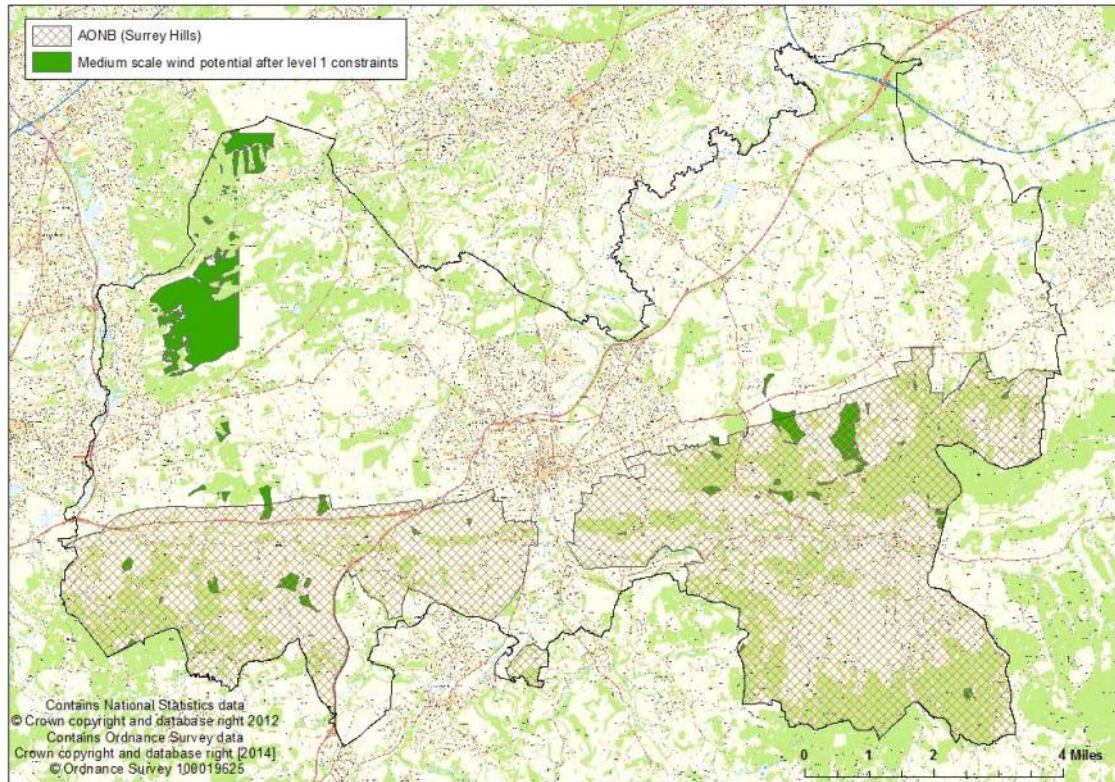 AONB (Surrey Hills)
Medium scale wind potential after level 1 constraints
Contains National Statistics data
© Crown copyright and database right 2012
Contains Ordnance Survey data
Crown copyright and database right [2014]
© Ordnance Survey 100019625
0 1 2 4 Miles